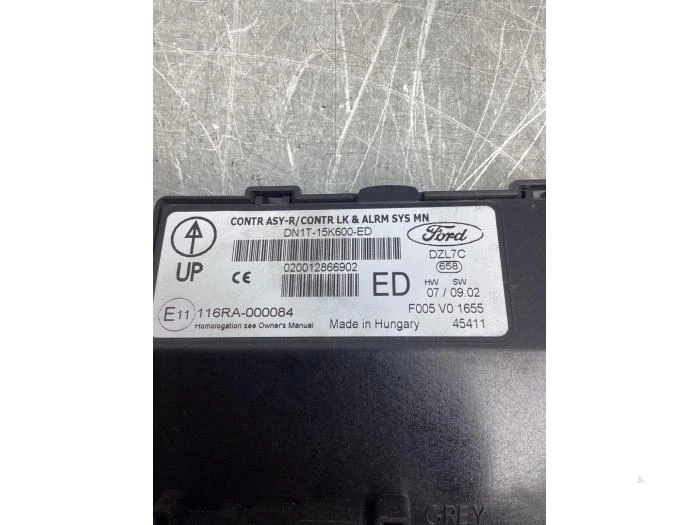 CONTR ASY-R/CONTR LK & ALRM SYS MN
DN1T-15K600-ED
Ford
UP
CE
020012866902
ED
DZL7C
658
HW SW
07 / 09.02
E11
116RA-000084
F005 V0 1655
Homologation see Owner's Manual
Made in Hungary
45411
GREY